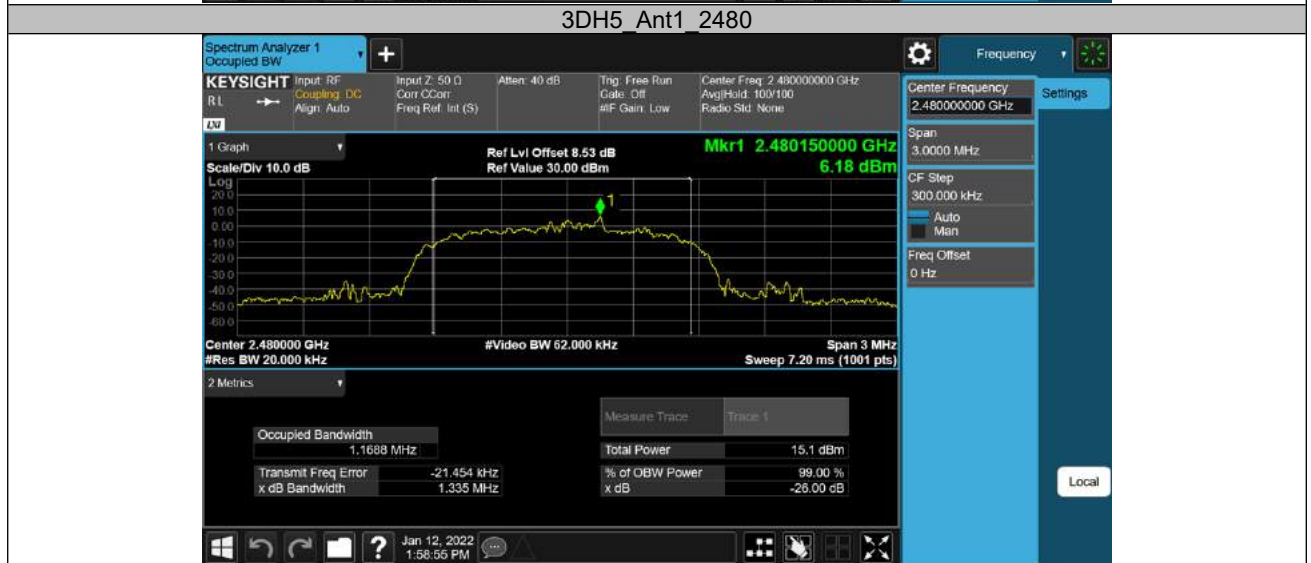 3DH5_Ant1_2480
Spectrum Analyzer 1
Occupied BW
+
Frequency
KEYSIGHT
RL
LXI
Input: RF
Coupling: DC
Align: Auto
Input Z: 50 Ω
Corr CCorr
Freq Ref: Int (S)
Atten: 40 dB
Trig: Free Run
Gate: Off
#IF Gain: Low
Center Freq: 2.480000000 GHz
Avg|Hold: 100/100
Radio Std: None
1 Graph
Scale/Div 10.0 dB
Ref Lvl Offset 8.53 dB
Ref Value 30.00 dBm
Mkr1 2.480150000 GHz
6.18 dBm
Log
20.0
10.0
0.00
-10.0
-20.0
-30.0
-40.0
-50.0
-60.0
1
Center 2.480000 GHz
#Res BW 20.000 kHz
#Video BW 62.000 kHz
Span 3 MHz
Sweep 7.20 ms (1001 pts)
2 Metrics
Measure Trace Trace 1
Occupied Bandwidth
1.1688 MHz
Total Power 15.1 dBm
Transmit Freq Error -21.454 kHz
% of OBW Power 99.00 %
x dB Bandwidth 1.335 MHz
x dB -26.00 dB
Center Frequency
2.480000000 GHz
Settings
Span
3.0000 MHz
CF Step
300.000 kHz
Auto
Man
Freq Offset
0 Hz
Local
?
Jan 12, 2022
1:58:55 PM